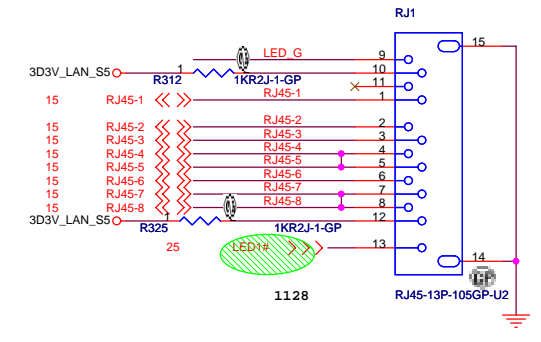 RJ1
LED_G
9
15
3D3V_LAN_S5
1
R312
1KR2J-1-GP
10
11
15 RJ45-1 RJ45-1 1
15 RJ45-2 RJ45-2 2
15 RJ45-3 RJ45-3 3
15 RJ45-4 RJ45-4 4
15 RJ45-5 RJ45-5 5
15 RJ45-6 RJ45-6 6
15 RJ45-7 RJ45-7 7
15 RJ45-8 RJ45-8 8
3D3V_LAN_S5
1
12
R325
1KR2J-1-GP
25 LED1# 13
14
GP
1128
RJ45-13P-105GP-U2